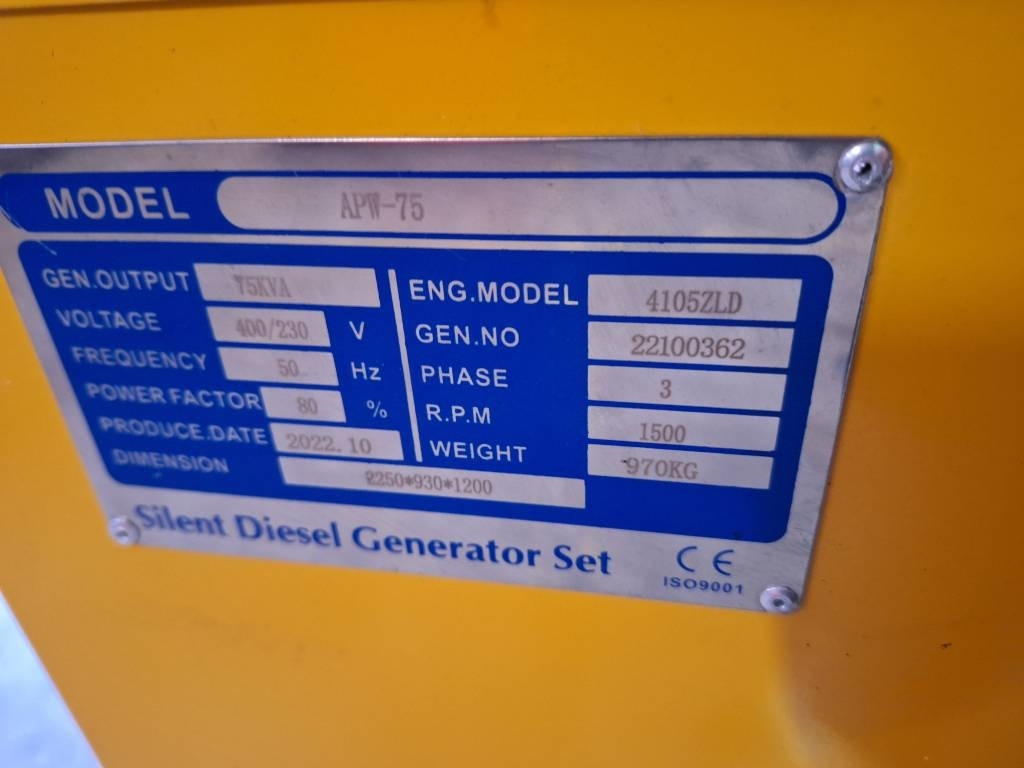 MODEL APW-75
GEN.OUTPUT 75KVA
VOLTAGE 400/230 V
FREQUENCY 50 Hz
POWER FACTOR 80 %
PRODUCE.DATE 2022.10
DIMENSION 2250*930*1200
ENG.MODEL 4105ZLD
GEN.NO 22100362
PHASE 3
R.P.M 1500
WEIGHT 970KG
Silent Diesel Generator Set
CE
ISO9001